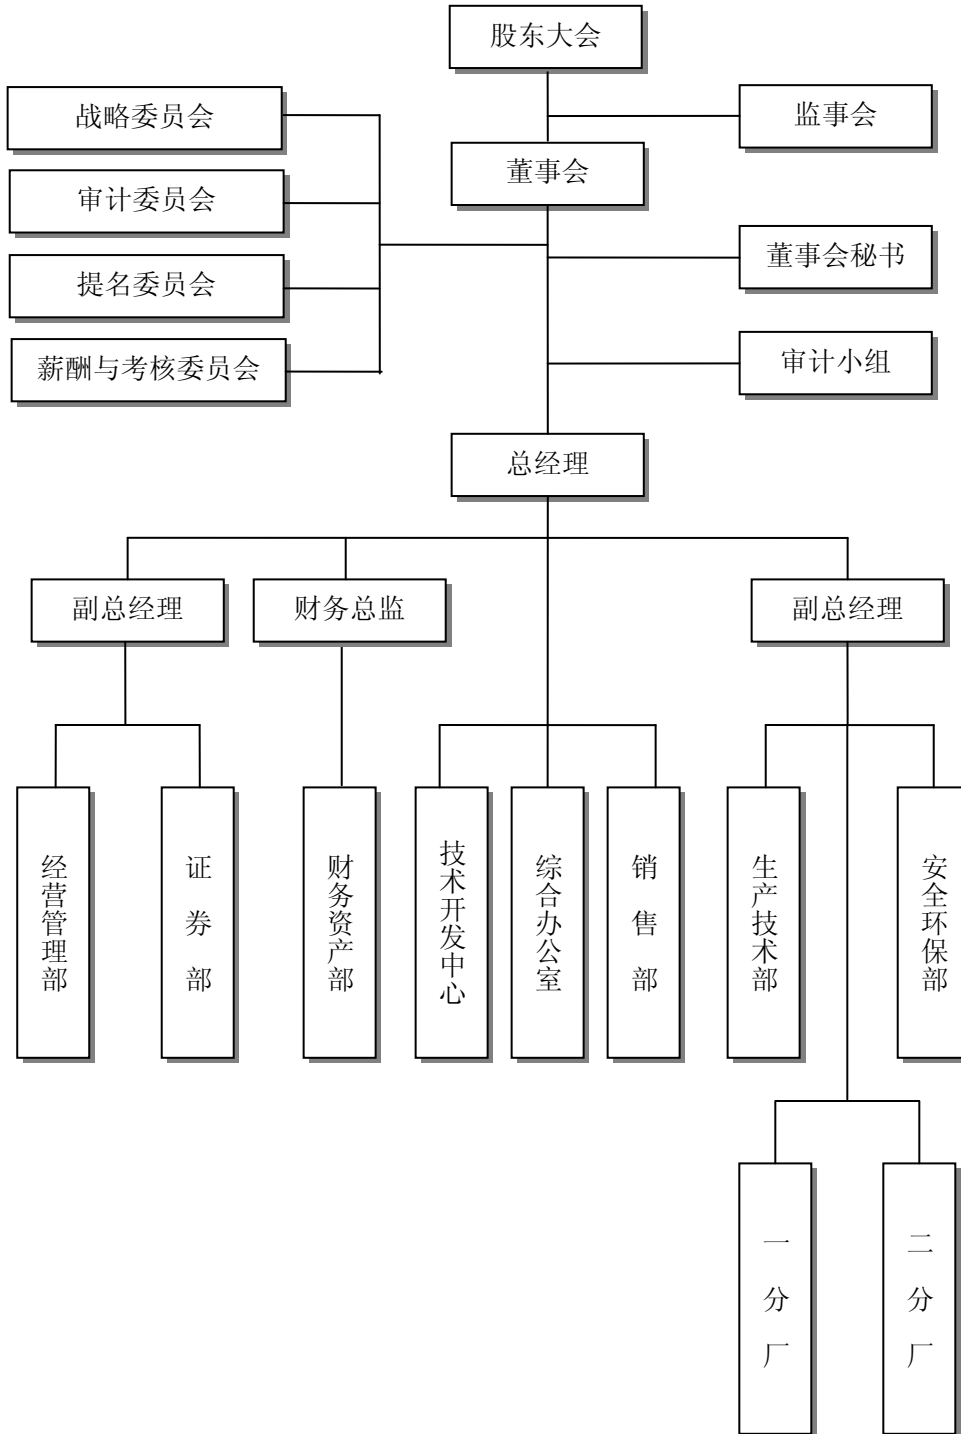 股东大会
战略委员会
监事会
董事会
审计委员会
董事会秘书
提名委员会
审计小组
薪酬与考核委员会
总经理
副总经理
财务总监
副总经理
经营管理部
证券部
财务资产部
技术开发中心
综合办公室
销售部
生产技术部
安全环保部
一分厂
二分厂